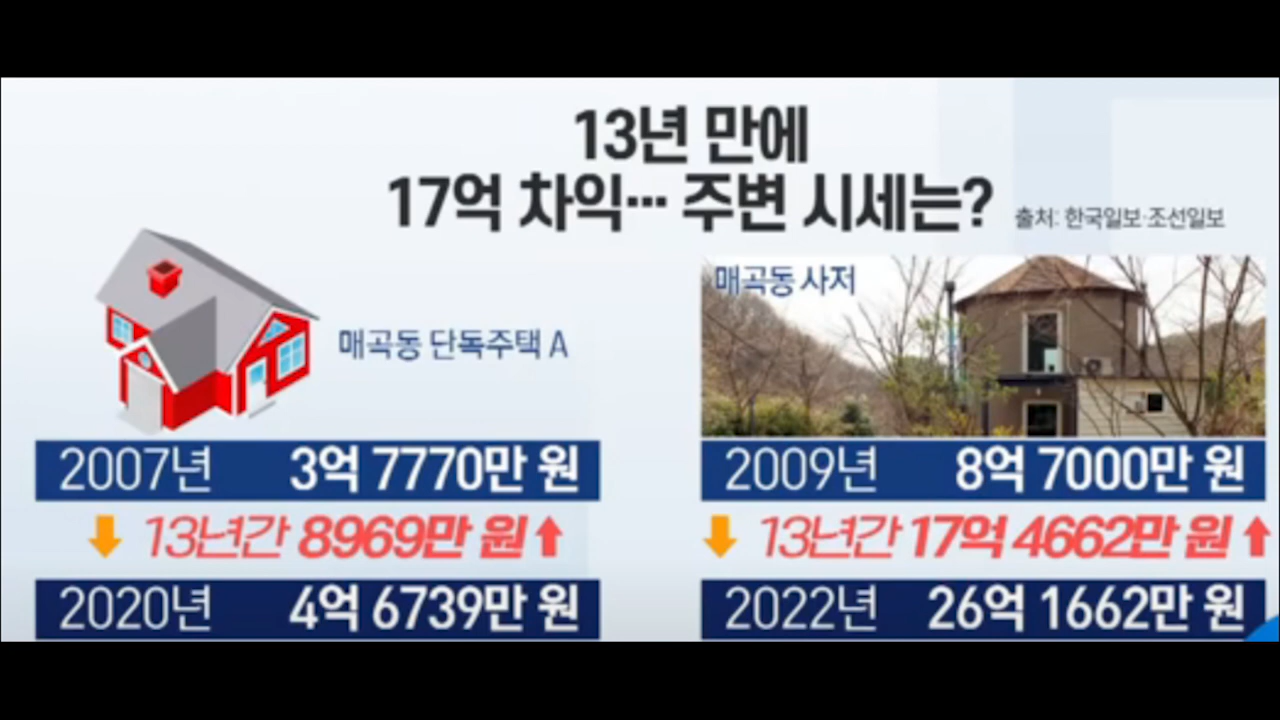 13년 만에
17억 차익··· 주변 시세는?
출처: 한국일보·조선일보
매곡동 단독주택 A
2007년 3억 7770만 원
13년간 8969만 원
2020년 4억 6739만 원
매곡동 사저
2009년 8억 7000만 원
13년간 17억 4662만 원
2022년 26억 1662만 원